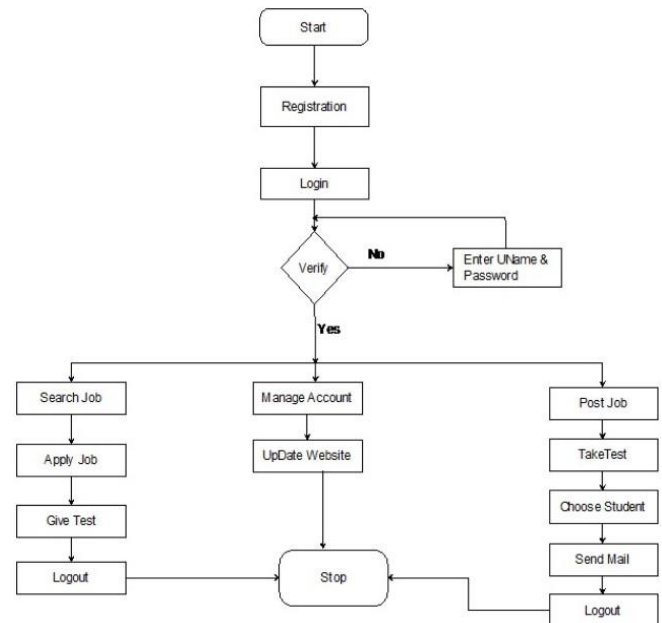 Start
Registration
Login
Verify
No
Enter UName &
Password
Yes
Search Job
Manage Account
Post Job
Apply Job
UpDate Website
TakeTest
Give Test
Choose Student
Logout
Stop
Send Mail
Logout